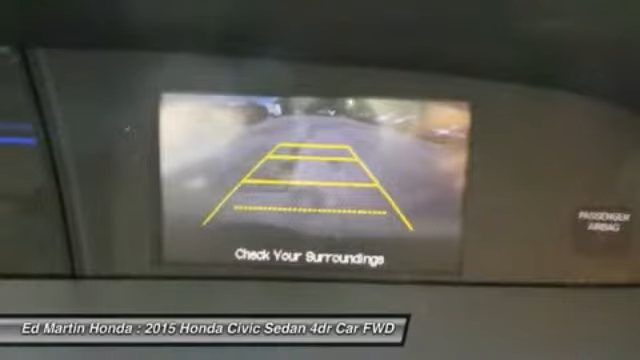 PASSENGER
AIRBAG
Check Your Surroundings
Ed Martin Honda : 2015 Honda Civic Sedan 4dr Car FWD